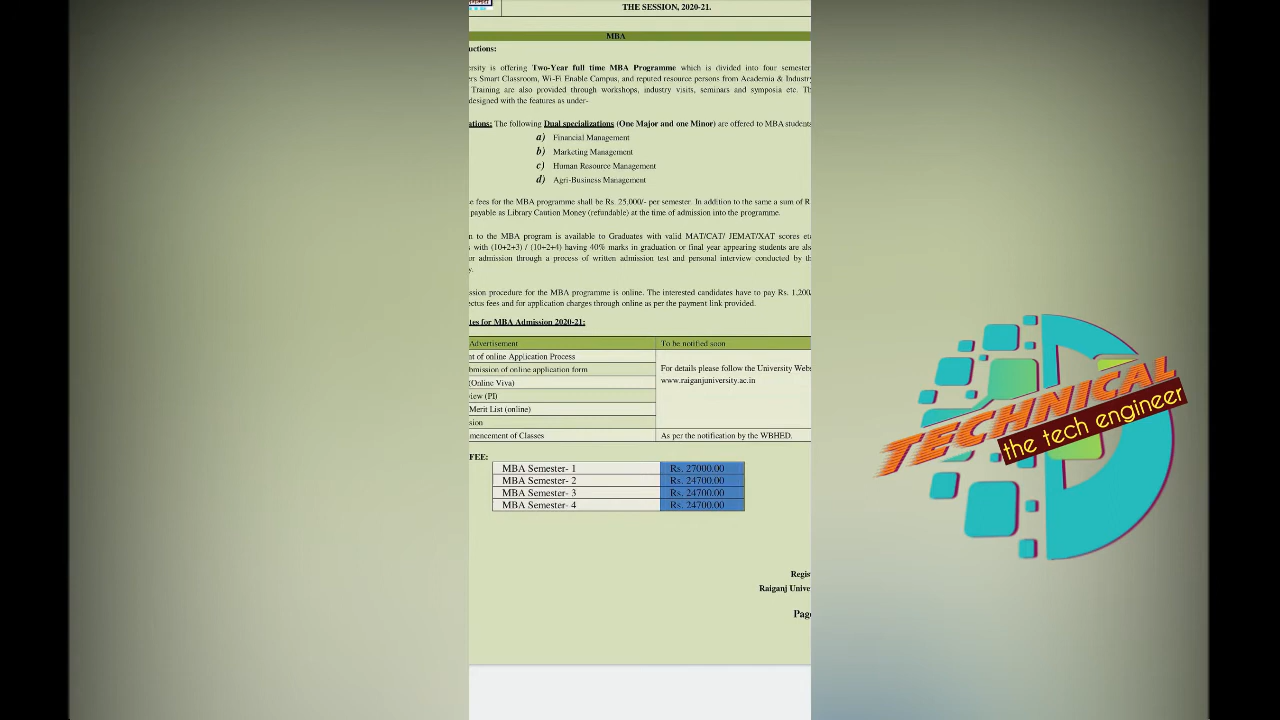 THE SESSION, 2020-21.
MBA
uctions:
ersity is offering Two-Year full time MBA Programme which is divided into four semester
rs Smart Classroom, Wi-Fi Enable Campus, and reputed resource persons from Academia & Industry
Training are also provided through workshops, industry visits, seminars and symposia etc. Th
designed with the features as under-
ations: The following Dual specializations (One Major and one Minor) are offered to MBA students
a) Financial Management
b) Marketing Management
c) Human Resource Management
d) Agri-Business Management
e fees for the MBA programme shall be Rs. 25,000/- per semester. In addition to the same a sum of R
payable as Library Caution Money (refundable) at the time of admission into the programme.
n to the MBA program is available to Graduates with valid MAT/CAT/ JEMAT/XAT scores etc
s with (10+2+3) / (10+2+4) having 40% marks in graduation or final year appearing students are als
or admission through a process of written admission test and personal interview conducted by th
y.
ssion procedure for the MBA programme is online. The interested candidates have to pay Rs. 1,200/
ectus fees and for application charges through online as per the payment link provided.
tes for MBA Admission 2020-21:
Advertisement To be notified soon
nt of online Application Process
bmission of online application form For details please follow the University Webs
(Online Viva) www.raiganjuniversity.ac.in
view (PI)
Merit List (online)
sion
mencement of Classes As per the notification by the WBHED.
FEE:
MBA Semester- 1 Rs. 27000.00
MBA Semester- 2 Rs. 24700.00
MBA Semester- 3 Rs. 24700.00
MBA Semester- 4 Rs. 24700.00
Regis
Raiganj Unive
Page
TECHNICAL
the tech engineer